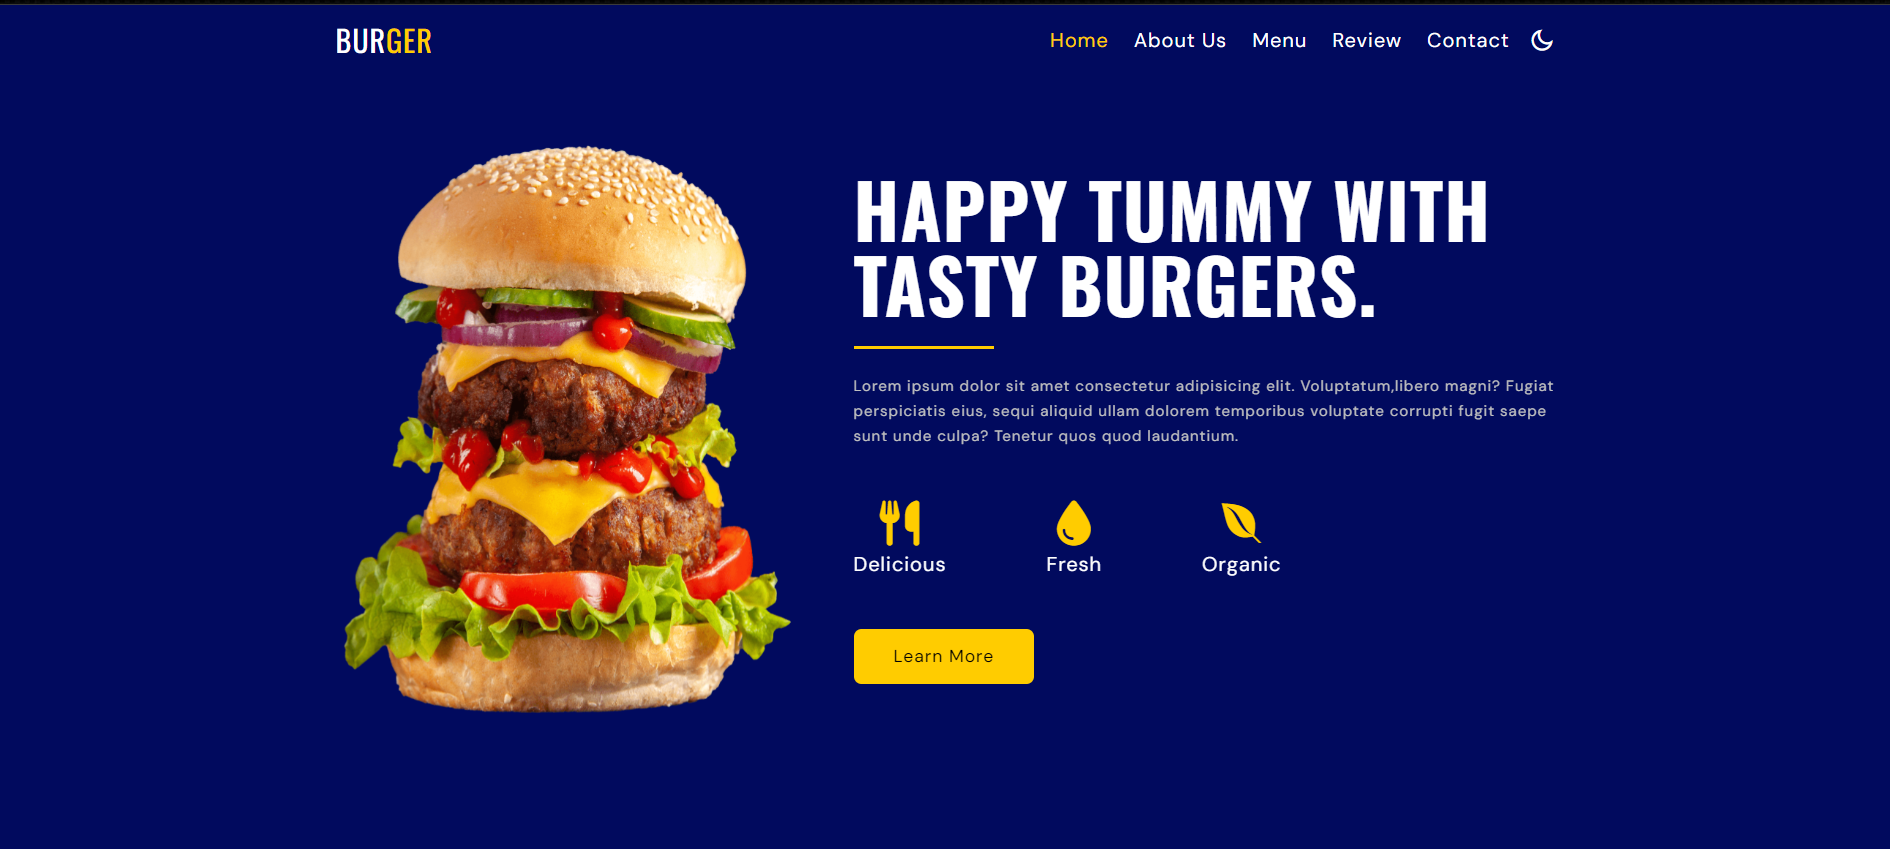 BURGER
Home About Us Menu Review Contact
HAPPY TUMMY WITH
TASTY BURGERS.
Lorem ipsum dolor sit amet consectetur adipisicing elit. Voluptatum,libero magni? Fugiat
perspiciatis eius, sequi aliquid ullam dolorem temporibus voluptate corrupti fugit saepe
sunt unde culpa? Tenetur quos quod laudantium.
Delicious Fresh Organic
Learn More